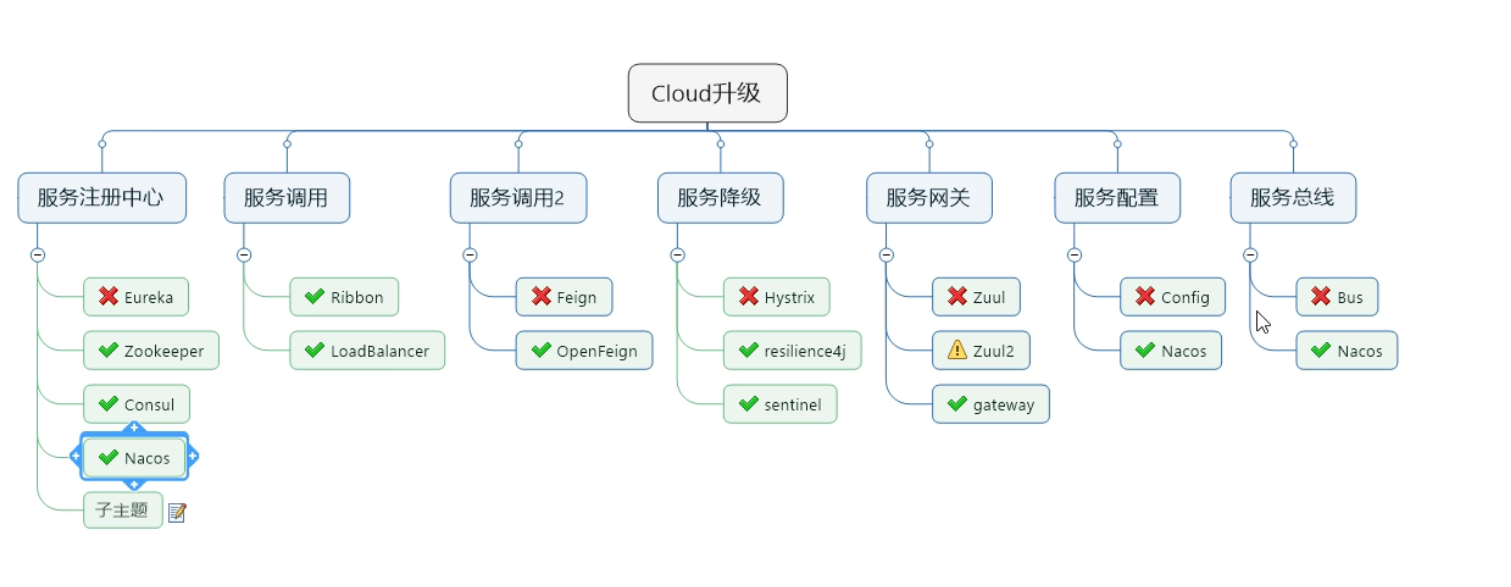 Cloud升级
服务注册中心
Eureka
Zookeeper
Consul
Nacos
子主题
服务调用
Ribbon
LoadBalancer
服务调用2
Feign
OpenFeign
服务降级
Hystrix
resilience4j
sentinel
服务网关
Zuul
Zuul2
gateway
服务配置
Config
Nacos
服务总线
Bus
Nacos